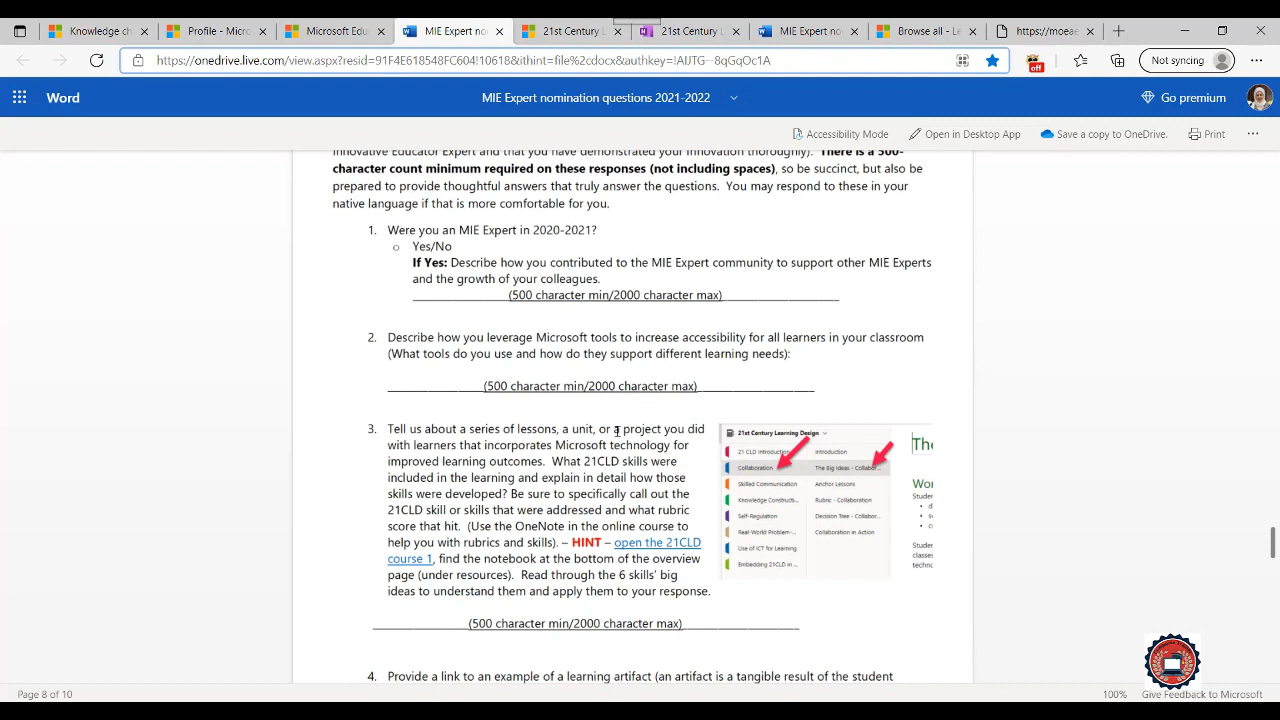 Knowledge ch
Profile - Micro
Microsoft Edu
MIE Expert no
21st Century L
21st Century L
MIE Expert no
Browse all - Le
https://moeae
https://onedrive.live.com/view.aspx?resid=91F4E618548FC604!10618&ithint=file%2cdocx&authkey=!AlJTG--8qGqOc1A
off
Not syncing
Word
MIE Expert nomination questions 2021-2022
Go premium
Accessibility Mode
Open in Desktop App
Save a copy to OneDrive.
Print
Innovative Educator Expert and that you have demonstrated your innovation thoroughly). There is a 500-
character count minimum required on these responses (not including spaces), so be succinct, but also be
prepared to provide thoughtful answers that truly answer the questions. You may respond to these in your
native language if that is more comfortable for you.
1. Were you an MIE Expert in 2020-2021?
o Yes/No
If Yes: Describe how you contributed to the MIE Expert community to support other MIE Experts
and the growth of your colleagues.
(500 character min/2000 character max)
2. Describe how you leverage Microsoft tools to increase accessibility for all learners in your classroom
(What tools do you use and how do they support different learning needs):
(500 character min/2000 character max)
3. Tell us about a series of lessons, a unit, or a project you did
with learners that incorporates Microsoft technology for
improved learning outcomes. What 21CLD skills were
included in the learning and explain in detail how those
skills were developed? Be sure to specifically call out the
21CLD skill or skills that were addressed and what rubric
score that hit. (Use the OneNote in the online course to
help you with rubrics and skills). – HINT – open the 21CLD
course 1, find the notebook at the bottom of the overview
page (under resources). Read through the 6 skills' big
ideas to understand them and apply them to your response.
(500 character min/2000 character max)
21st Century Learning Design
21 CLD Introduction
Introduction
Collaboration
The Big Ideas - Collabor...
Skilled Communication
Anchor Lessons
Knowledge Constructi...
Rubric - Collaboration
Self-Regulation
Decision Tree - Collabor...
Real-World Problem-...
Collaboration in Action
Use of ICT for Learning
Embedding 21CLD in ...
The
Wor
Student
d
s
c
Studen
classes
techno
4. Provide a link to an example of a learning artifact (an artifact is a tangible result of the student
Page 8 of 10
100%
Give Feedback to Microsoft